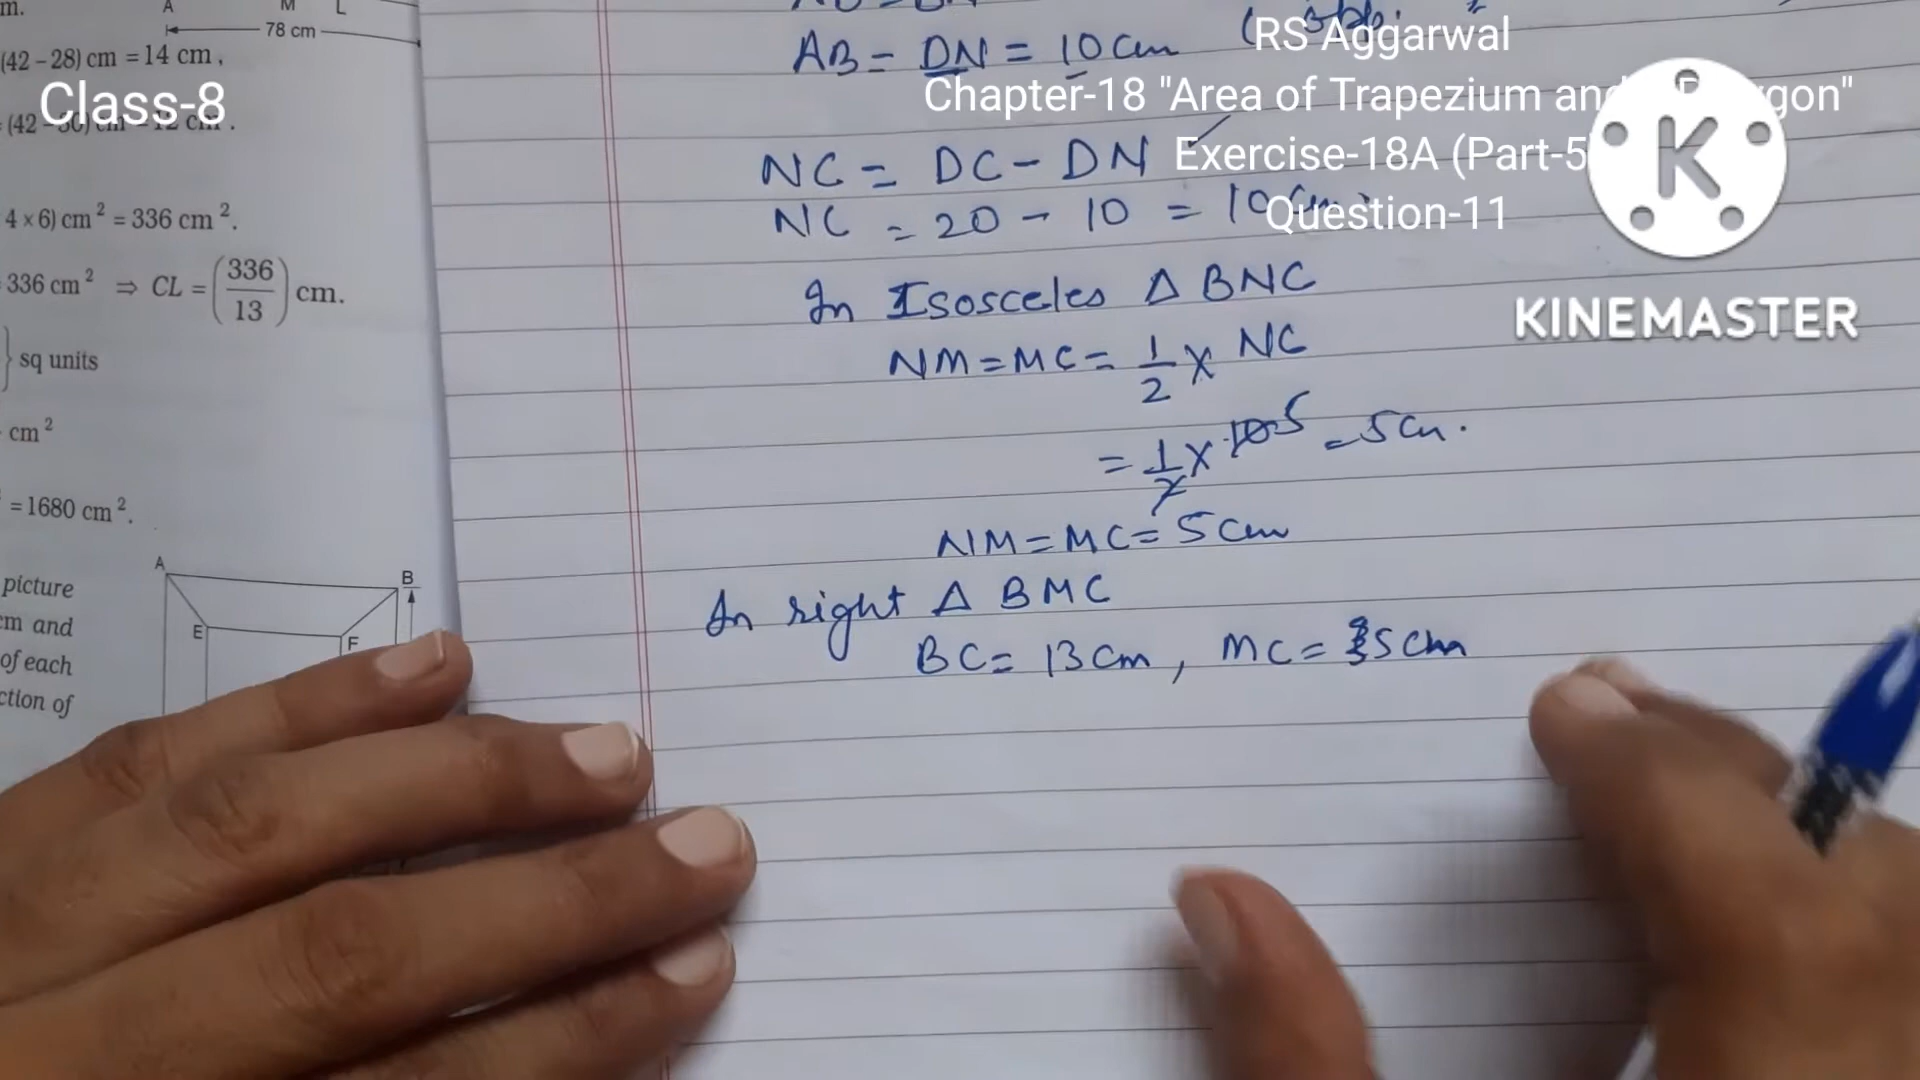 m.
A M L
78 cm
(42 – 28) cm = 14 cm,
4 × 6) cm² = 336 cm².
336 cm² ⇒ CL = (336/13) cm.
sq units
cm²
= 1680 cm².
picture
m and
of each
ction of
A
B
E
F
Class-8
(RS Aggarwal
Chapter-18 "Area of Trapezium and
Exercise-18A (Part-5
Question-11
K
KINEMASTER
AB = DN = 10 cm
NC = DC - DN
NC = 20 - 10 = 10 cm.
In Isosceles Δ BNC
NM = MC = 1/2 × NC
= 1/2 × 10 5 = 5 cm.
NM = MC = 5 cm
In right Δ BMC
BC = 13 cm, MC = 5 cm